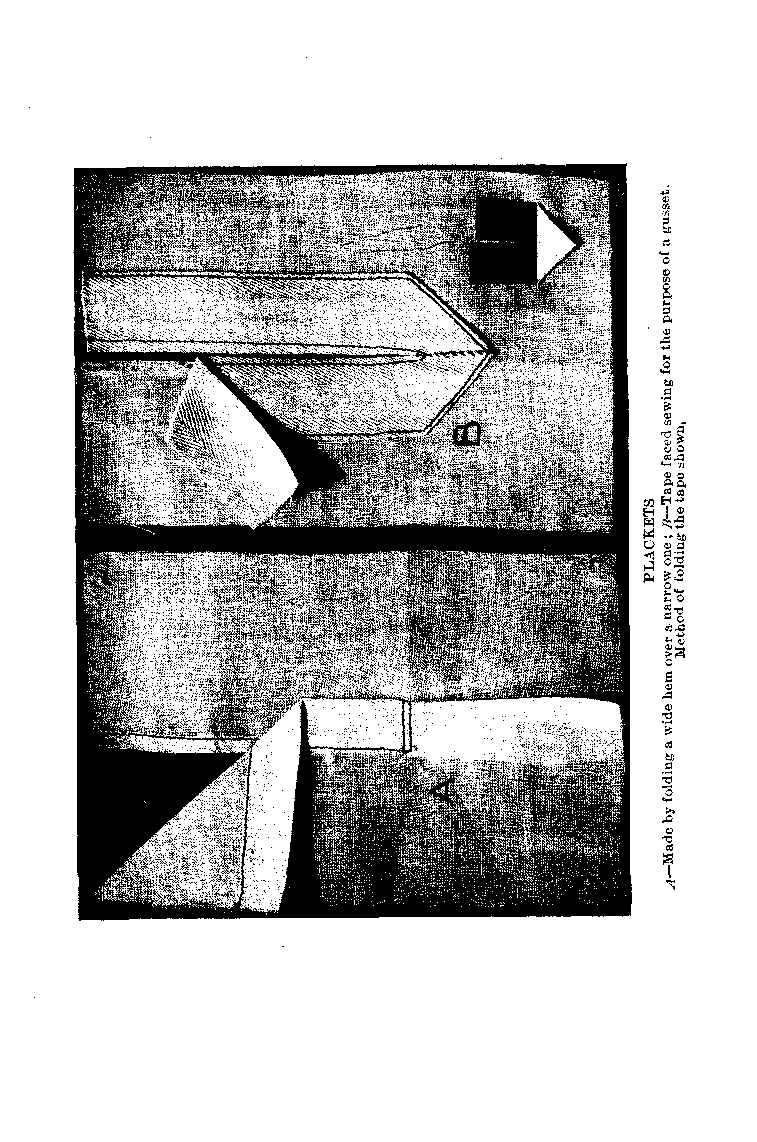 B
A
PLACKETS
A—Made by folding a wide hem over a narrow one; B—Tape faced sewing for the purpose of a gusset.
Method of folding the tape shown,